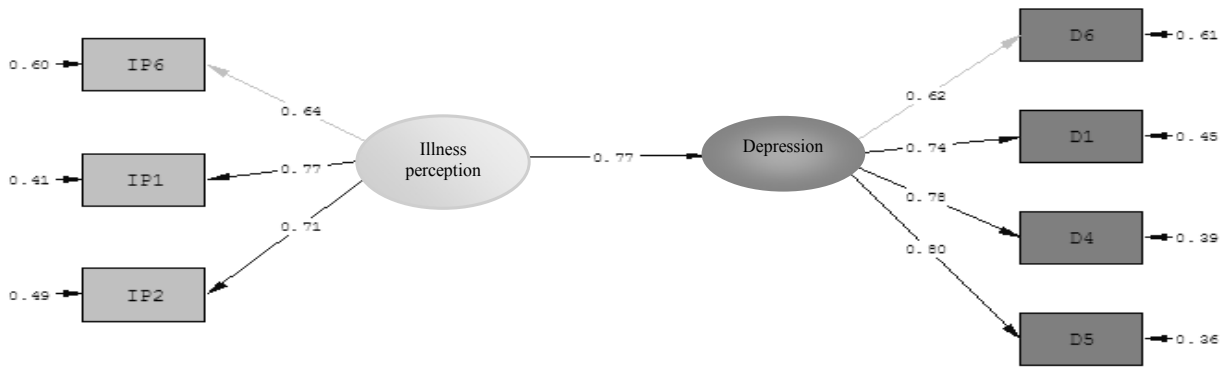 0.60
IP6
0.64
0.41
IP1
0.77
0.49
IP2
0.71
Illness
perception
0.77
Depression
0.62
D6
0.61
0.74
D1
0.45
0.78
D4
0.39
0.80
D5
0.36